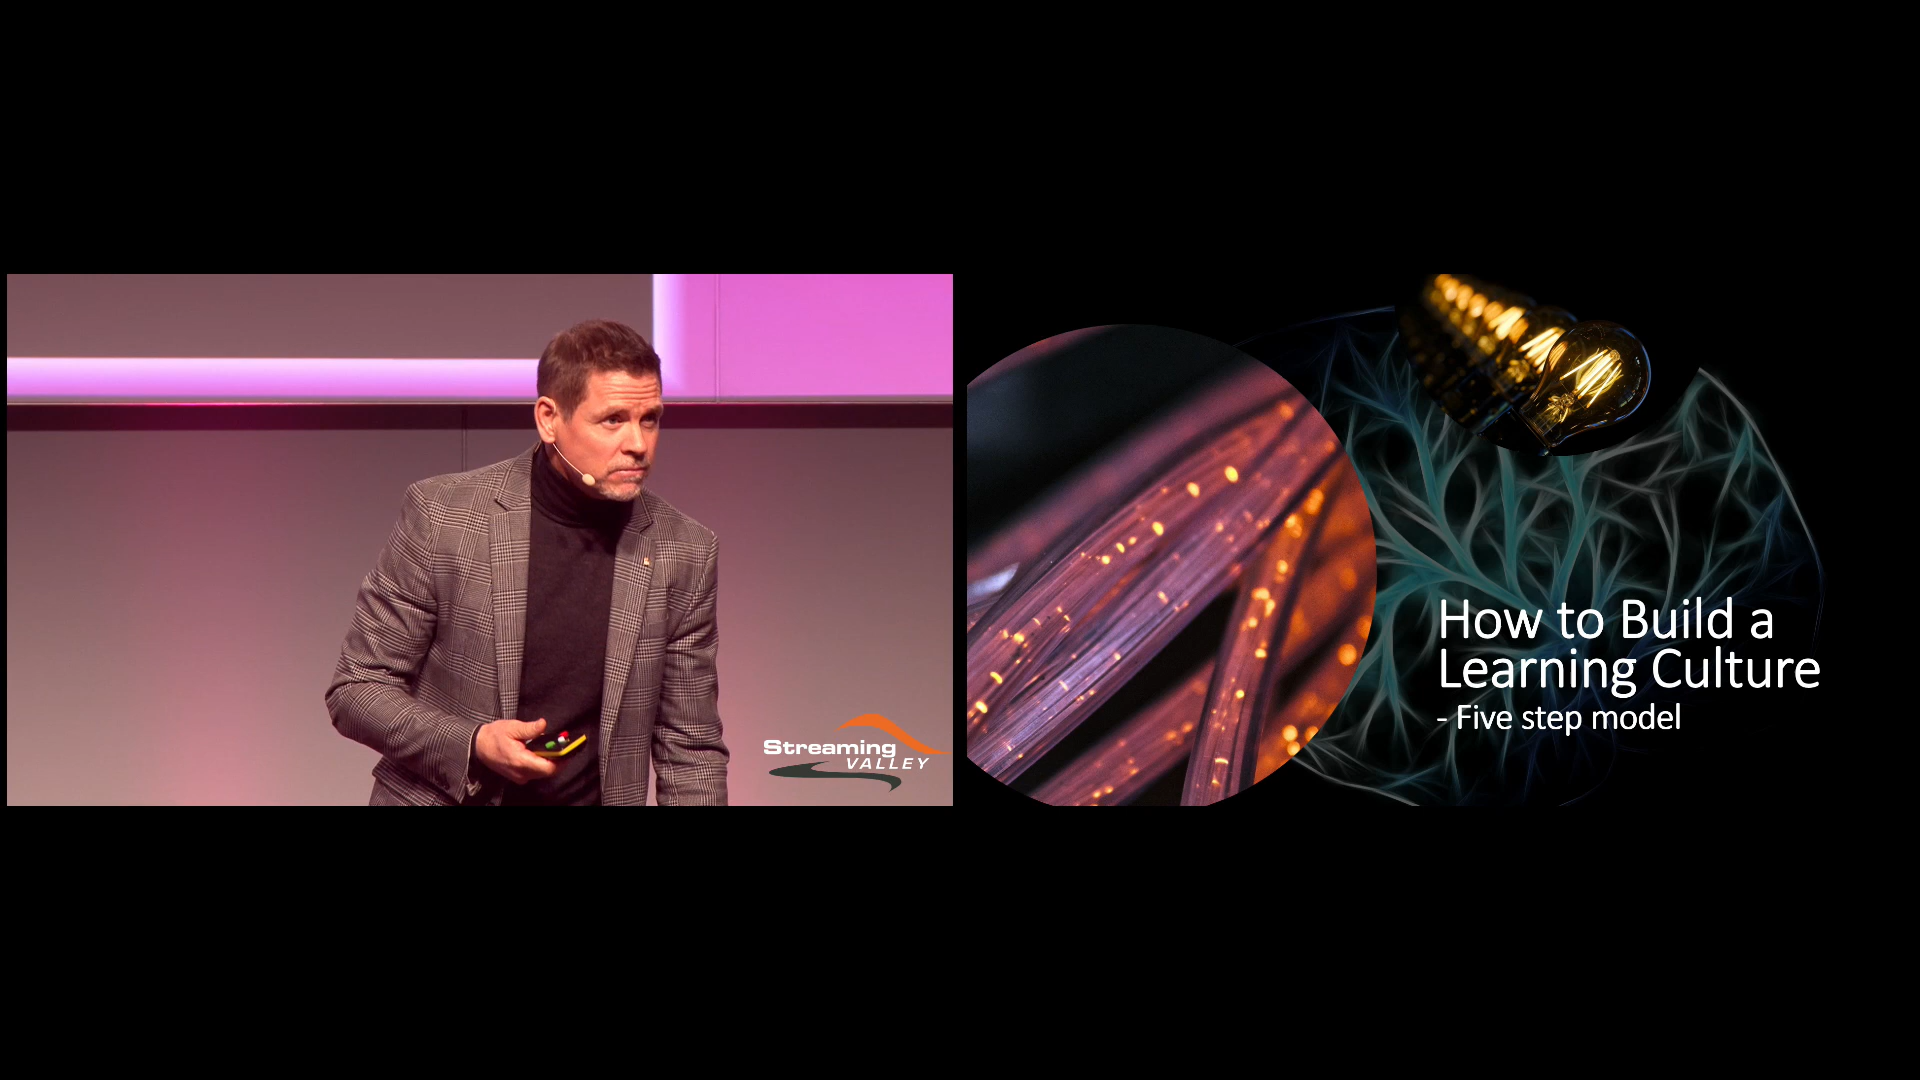 Streaming
VALLEY
How to Build a
Learning Culture
- Five step model